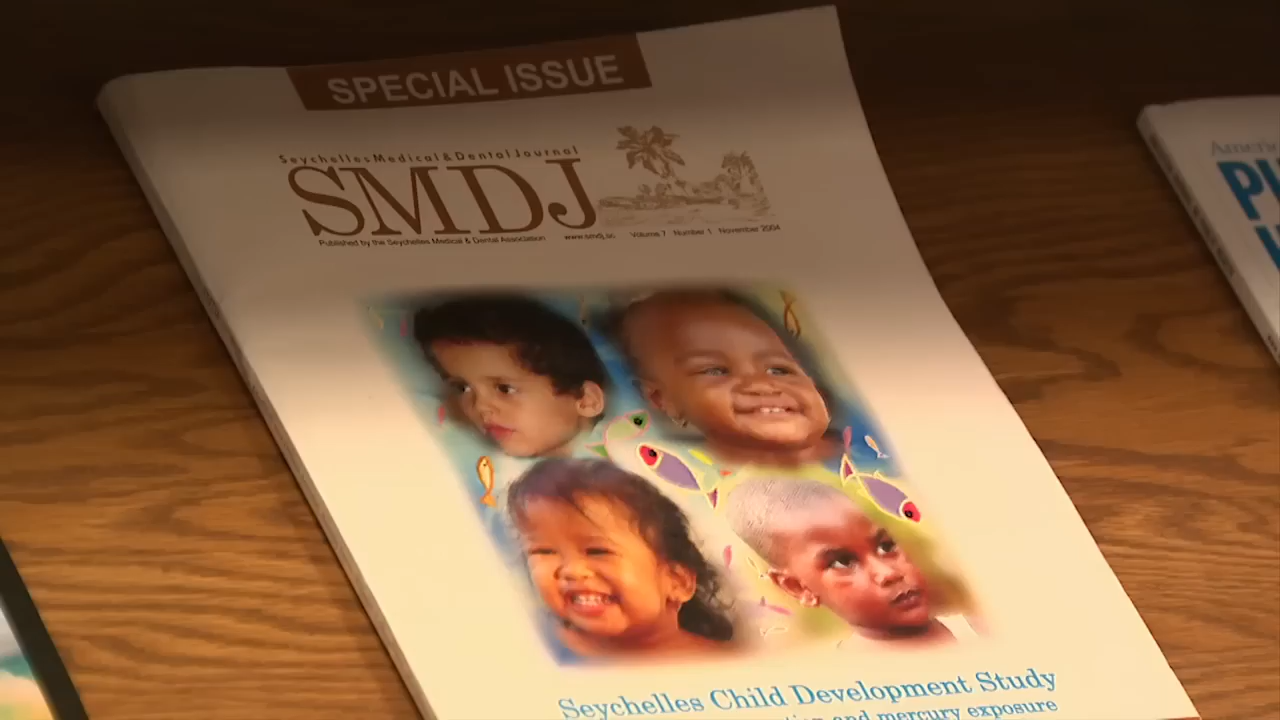 SPECIAL ISSUE
Seychelles Medical & Dental Journal
SMDJ
Published by the Seychelles Medical & Dental Association www.smdj.sc Volume 7 Number 1 November 2004
Seychelles Child Development Study
and mercury exposure